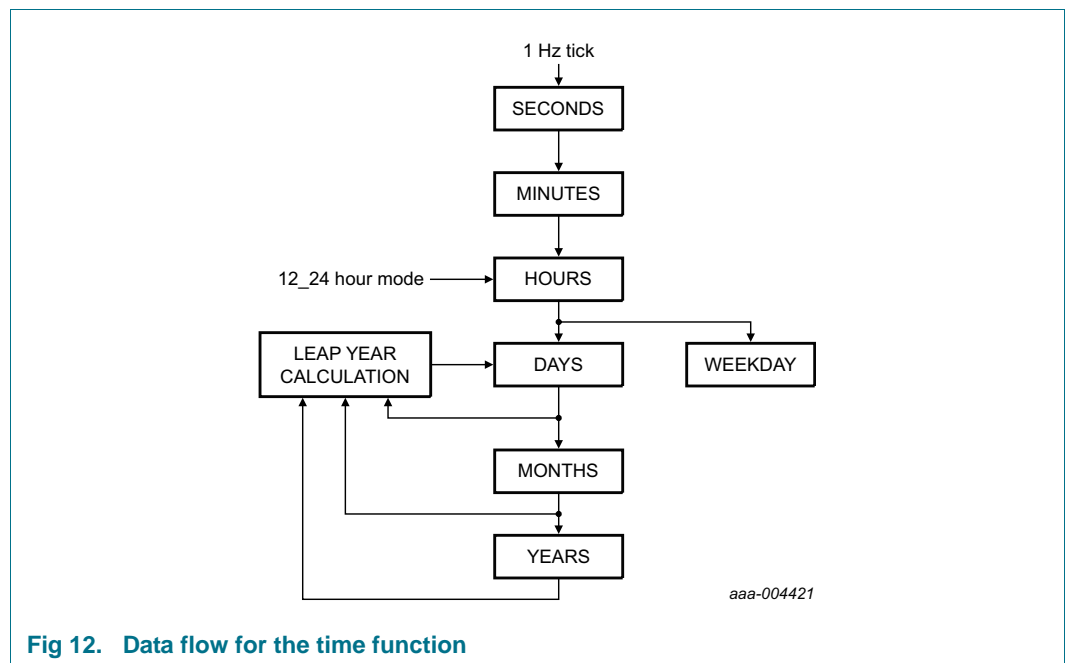 1 Hz tick
SECONDS
MINUTES
12_24 hour mode
HOURS
LEAP YEAR
CALCULATION
DAYS
WEEKDAY
MONTHS
YEARS
aaa-004421
Fig 12. Data flow for the time function